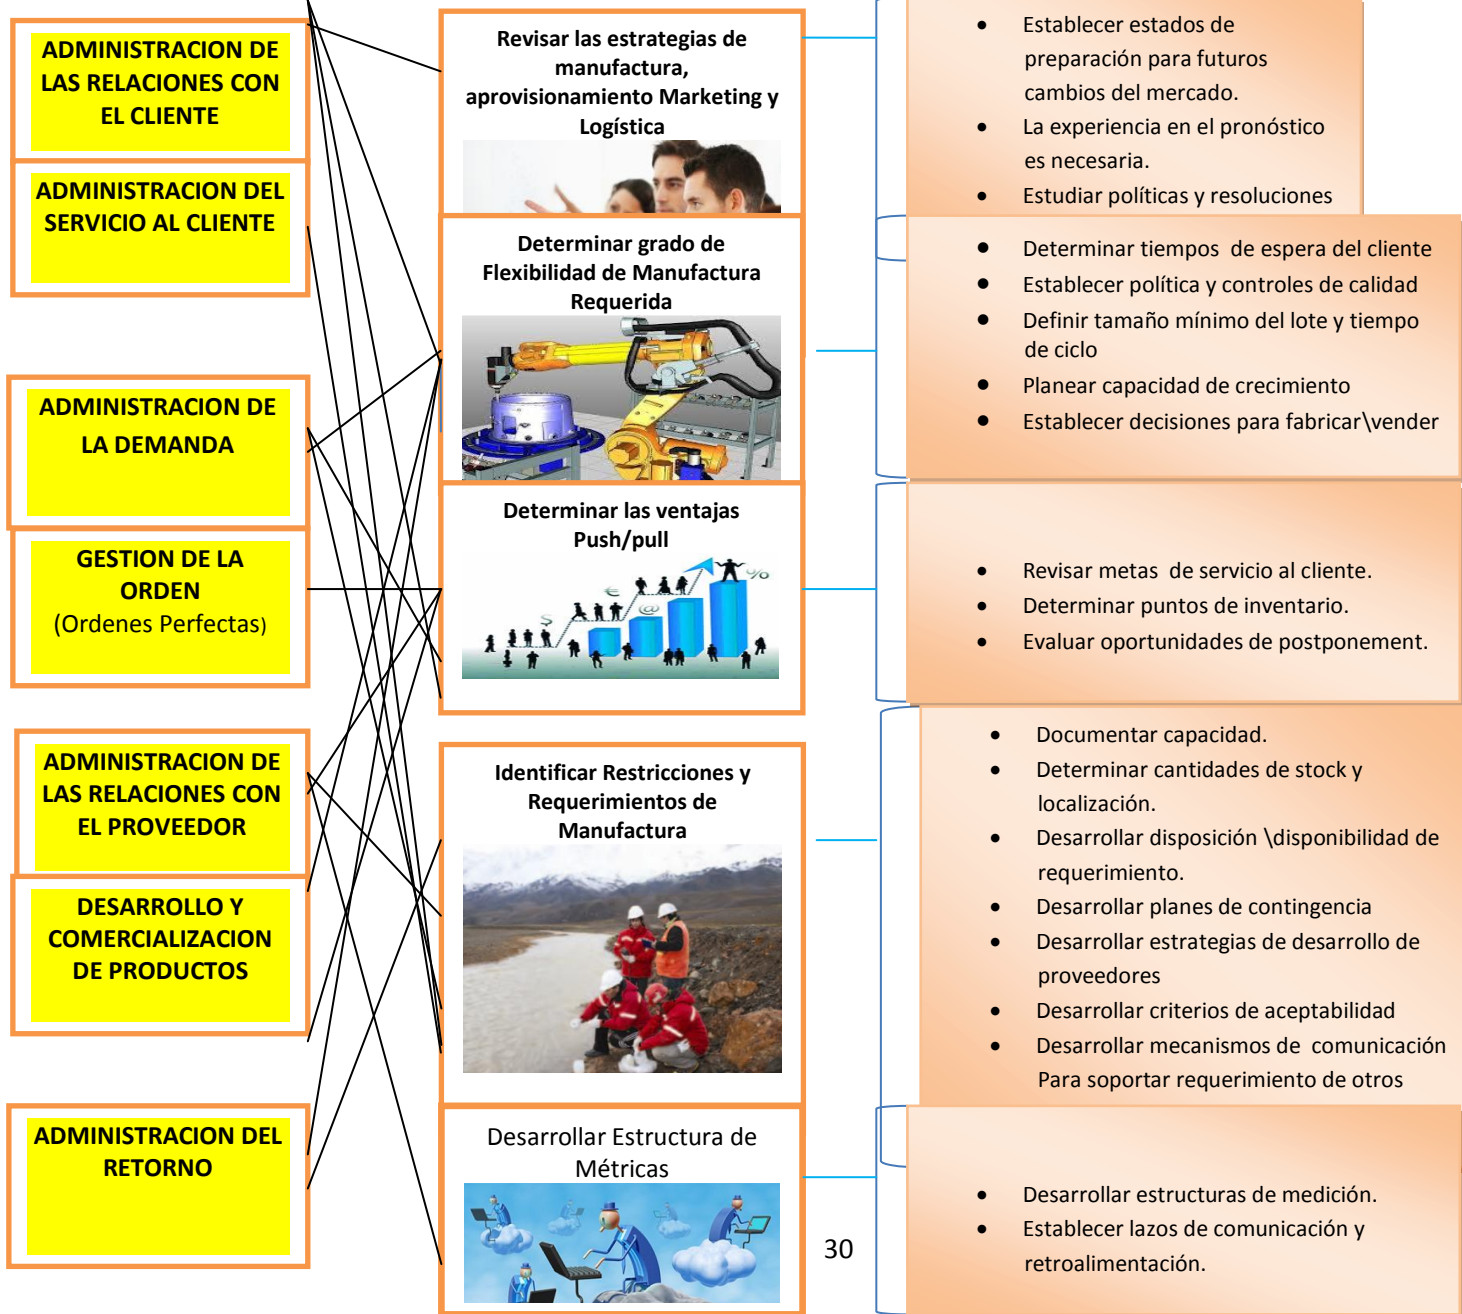 ADMINISTRACION DE
LAS RELACIONES CON
EL CLIENTE
ADMINISTRACION DEL
SERVICIO AL CLIENTE
ADMINISTRACION DE
LA DEMANDA
GESTION DE LA
ORDEN
(Ordenes Perfectas)
ADMINISTRACION DE
LAS RELACIONES CON
EL PROVEEDOR
DESARROLLO Y
COMERCIALIZACION
DE PRODUCTOS
ADMINISTRACION DEL
RETORNO
Revisar las estrategias de
manufactura,
aprovisionamiento Marketing y
Logística
Determinar grado de
Flexibilidad de Manufactura
Requerida
Determinar las ventajas
Push/pull
$
€
@
%
Identificar Restricciones y
Requerimientos de
Manufactura
Desarrollar Estructura de
Métricas
• Establecer estados de
preparación para futuros
cambios del mercado.
• La experiencia en el pronóstico
es necesaria.
• Estudiar políticas y resoluciones
• Determinar tiempos de espera del cliente
• Establecer política y controles de calidad
• Definir tamaño mínimo del lote y tiempo
de ciclo
• Planear capacidad de crecimiento
• Establecer decisiones para fabricar\vender
• Revisar metas de servicio al cliente.
• Determinar puntos de inventario.
• Evaluar oportunidades de postponement.
• Documentar capacidad.
• Determinar cantidades de stock y
localización.
• Desarrollar disposición \disponibilidad de
requerimiento.
• Desarrollar planes de contingencia
• Desarrollar estrategias de desarrollo de
proveedores
• Desarrollar criterios de aceptabilidad
• Desarrollar mecanismos de comunicación
Para soportar requerimiento de otros
• Desarrollar estructuras de medición.
• Establecer lazos de comunicación y
retroalimentación.
30